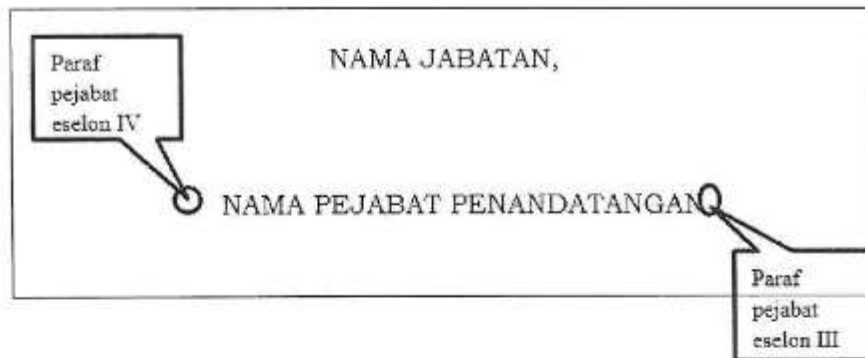 Paraf
pejabat
eselon IV
NAMA JABATAN,
NAMA PEJABAT PENANDATANGAN
Paraf
pejabat
eselon III